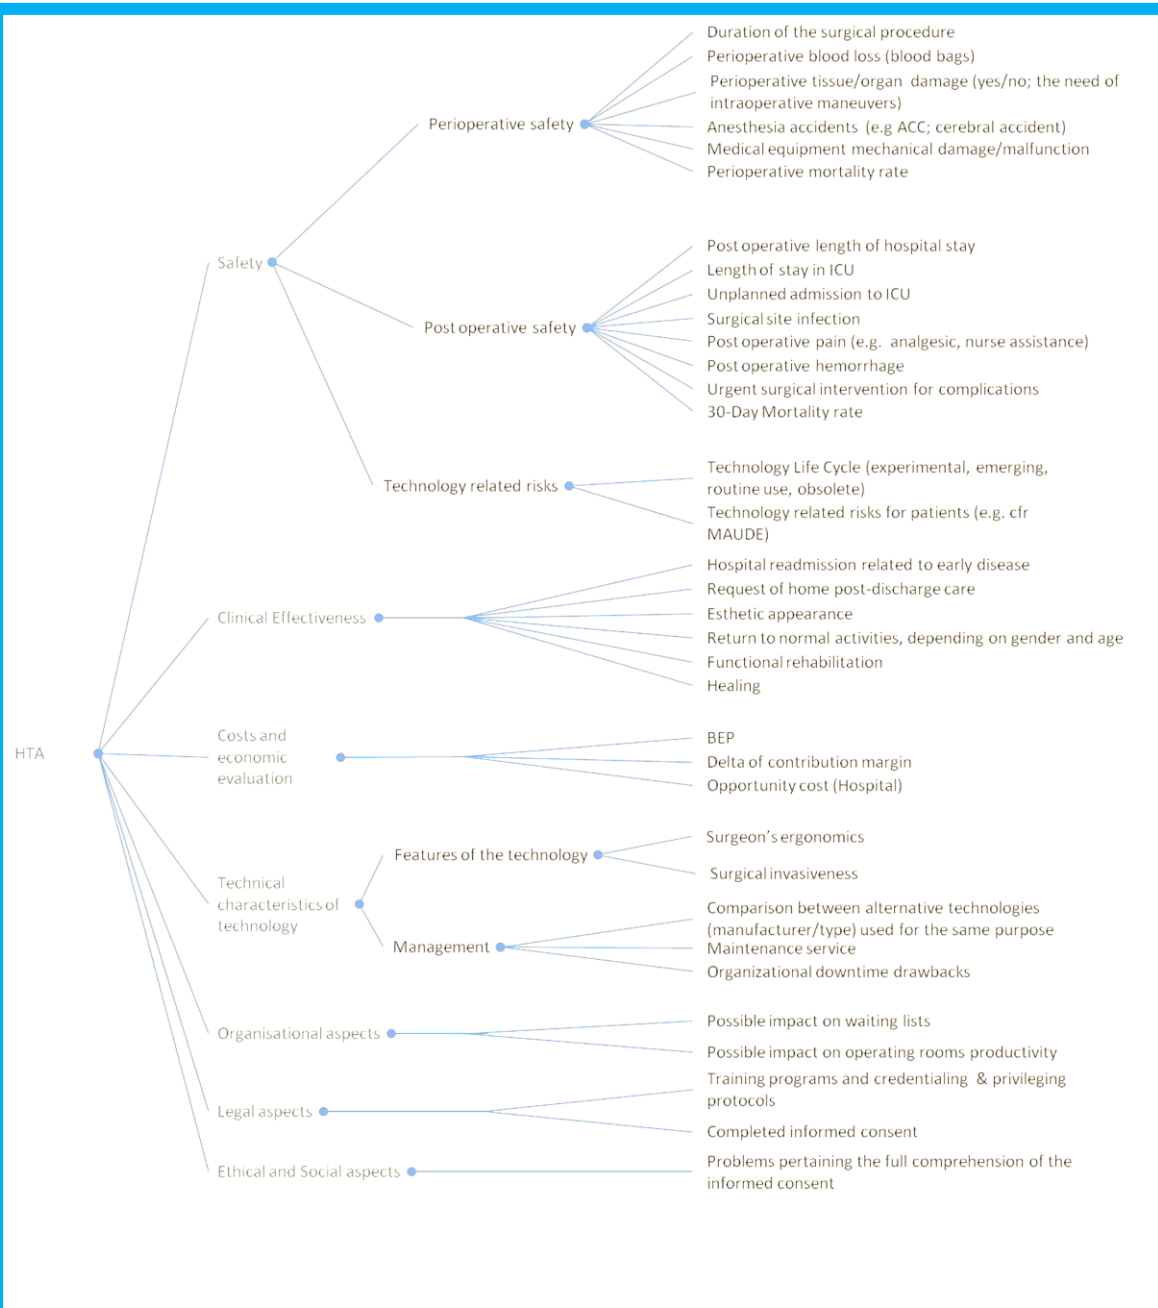 Duration of the surgical procedure
Perioperative blood loss (blood bags)
Perioperative tissue/organ damage (yes/no; the need of
intraoperative maneuvers)
Perioperative safety
Anesthesia accidents (e.g ACC; cerebral accident)
Medical equipment mechanical damage/malfunction
Perioperative mortality rate
Safety
Post operative length of hospital stay
Length of stay in ICU
Unplanned admission to ICU
Surgical site infection
Post operative safety
Post operative pain (e.g. analgesic, nurse assistance)
Post operative hemorrhage
Urgent surgical intervention for complications
30-Day Mortality rate
Technology related risks
Technology Life Cycle (experimental, emerging,
routine use, obsolete)
Technology related risks for patients (e.g. cfr
MAUDE)
Clinical Effectiveness
Hospital readmission related to early disease
Request of home post-discharge care
Esthetic appearance
Return to normal activities, depending on gender and age
Functional rehabilitation
Healing
HTA
Costs and
economic
evaluation
BEP
Delta of contribution margin
Opportunity cost (Hospital)
Technical
characteristics of
technology
Features of the technology
Surgeon's ergonomics
Surgical invasiveness
Management
Comparison between alternative technologies
(manufacturer/type) used for the same purpose
Maintenance service
Organizational downtime drawbacks
Organisational aspects
Possible impact on waiting lists
Possible impact on operating rooms productivity
Legal aspects
Training programs and credentialing & privileging
protocols
Completed informed consent
Ethical and Social aspects
Problems pertaining the full comprehension of the
informed consent